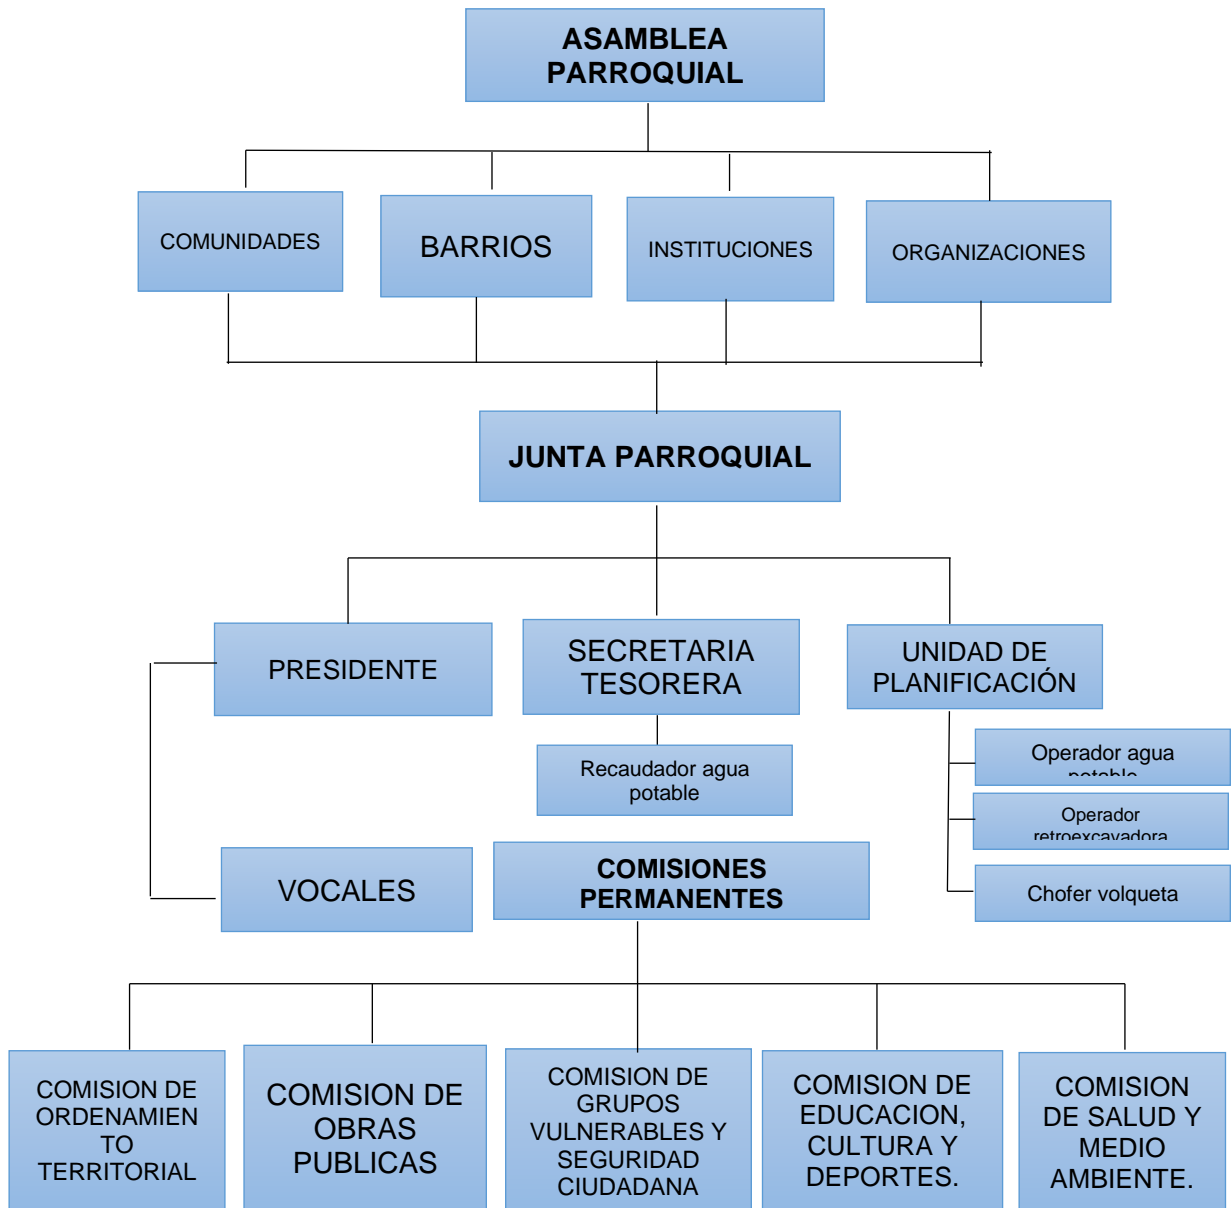 ASAMBLEA
PARROQUIAL
COMUNIDADES
BARRIOS
INSTITUCIONES
ORGANIZACIONES
JUNTA PARROQUIAL
PRESIDENTE
SECRETARIA
TESORERA
UNIDAD DE
PLANIFICACIÓN
Recaudador agua
potable
Operador agua
potable
Operador
retroexcavadora
Chofer volqueta
VOCALES
COMISIONES
PERMANENTES
COMISION DE
ORDENAMIEN
TO
TERRITORIAL
COMISION DE
OBRAS
PUBLICAS
COMISION DE
GRUPOS
VULNERABLES Y
SEGURIDAD
CIUDADANA
COMISION DE
EDUCACION,
CULTURA Y
DEPORTES.
COMISION
DE SALUD Y
MEDIO
AMBIENTE.